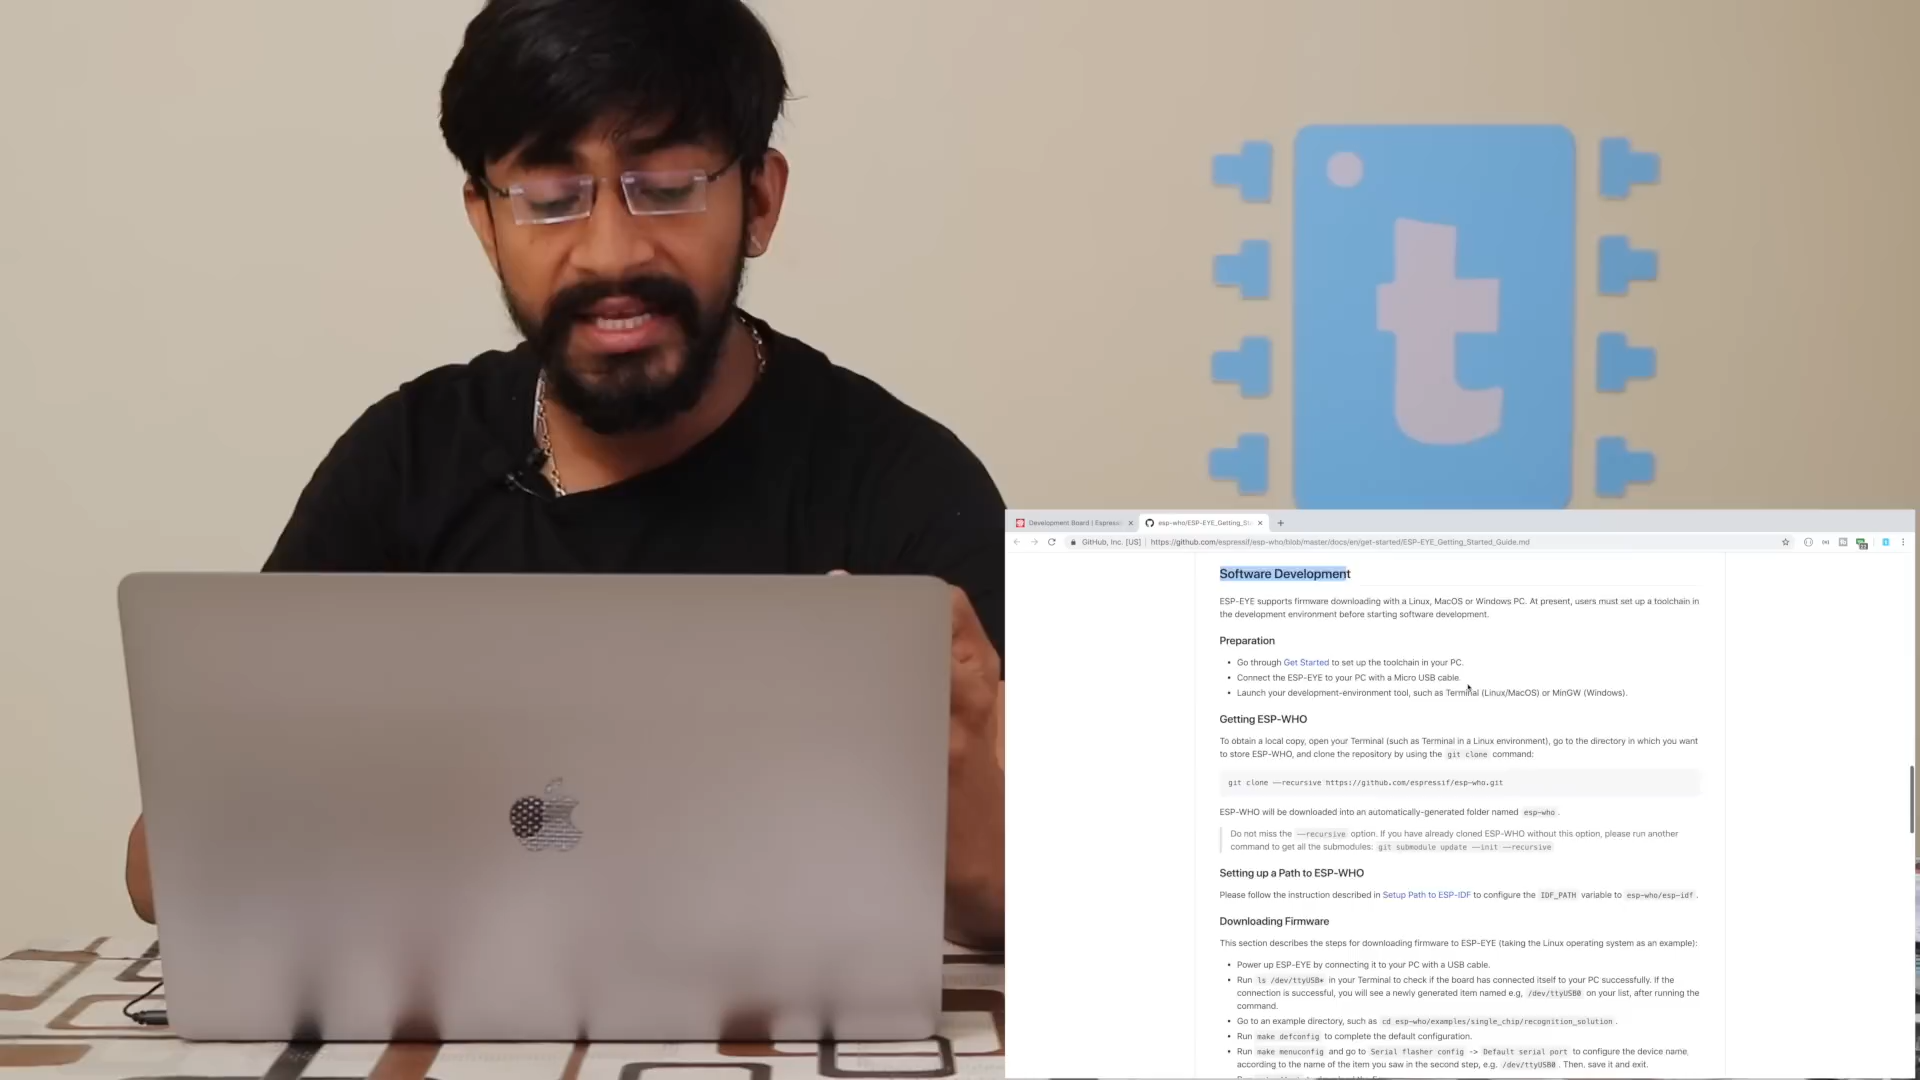 t
Development Board | Espress
esp-who/ESP-EYE_Getting_St
GitHub, Inc. [US] | https://github.com/espressif/esp-who/blob/master/docs/en/get-started/ESP-EYE_Getting_Started_Guide.md
Software Development
ESP-EYE supports firmware downloading with a Linux, MacOS or Windows PC. At present, users must set up a toolchain in
the development environment before starting software development.
Preparation
• Go through Get Started to set up the toolchain in your PC.
• Connect the ESP-EYE to your PC with a Micro USB cable.
• Launch your development-environment tool, such as Terminal (Linux/MacOS) or MinGW (Windows).
Getting ESP-WHO
To obtain a local copy, open your Terminal (such as Terminal in a Linux environment), go to the directory in which you want
to store ESP-WHO, and clone the repository by using the git clone command:
git clone --recursive https://github.com/espressif/esp-who.git
ESP-WHO will be downloaded into an automatically-generated folder named esp-who .
Do not miss the --recursive option. If you have already cloned ESP-WHO without this option, please run another
command to get all the submodules: git submodule update --init --recursive
Setting up a Path to ESP-WHO
Please follow the instruction described in Setup Path to ESP-IDF to configure the IDF_PATH variable to esp-who/esp-idf .
Downloading Firmware
This section describes the steps for downloading firmware to ESP-EYE (taking the Linux operating system as an example):
• Power up ESP-EYE by connecting it to your PC with a USB cable.
• Run ls /dev/ttyUSB* in your Terminal to check if the board has connected itself to your PC successfully. If the
connection is successful, you will see a newly generated item named e.g, /dev/ttyUSB0 on your list, after running the
command.
• Go to an example directory, such as cd esp-who/examples/single_chip/recognition_solution .
• Run make defconfig to complete the default configuration.
• Run make menuconfig and go to Serial flasher config -> Default serial port to configure the device name,
according to the name of the item you saw in the second step, e.g. /dev/ttyUSB0 . Then, save it and exit.